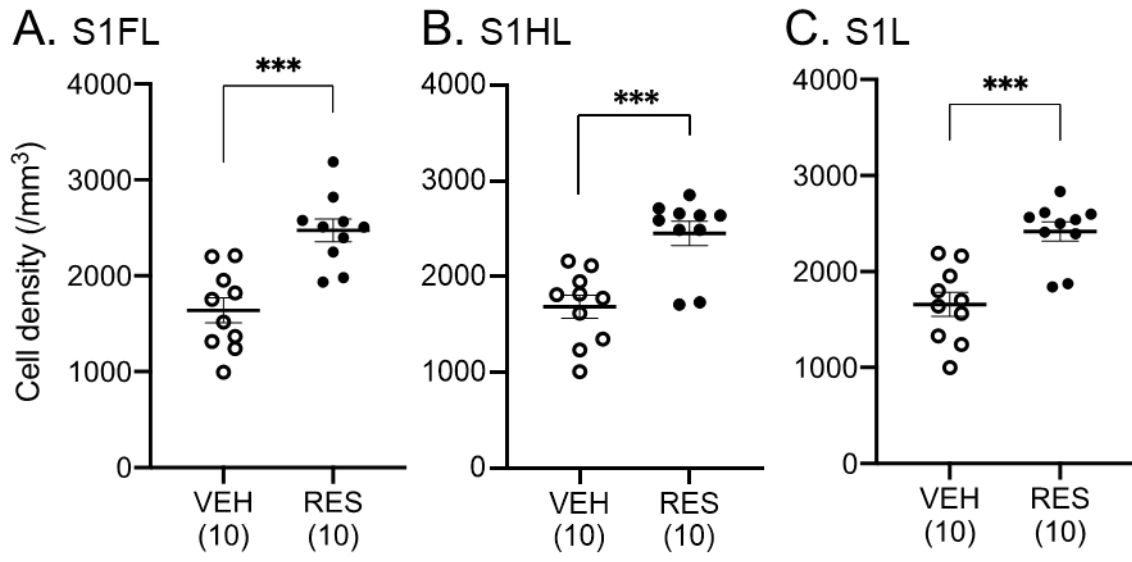 A. S1FL
B. S1HL
C. S1L
Cell density (/mm³)
4000
3000
2000
1000
0
***
VEH
(10)
RES
(10)
4000
3000
2000
1000
0
***
VEH
(10)
RES
(10)
4000
3000
2000
1000
0
***
VEH
(10)
RES
(10)